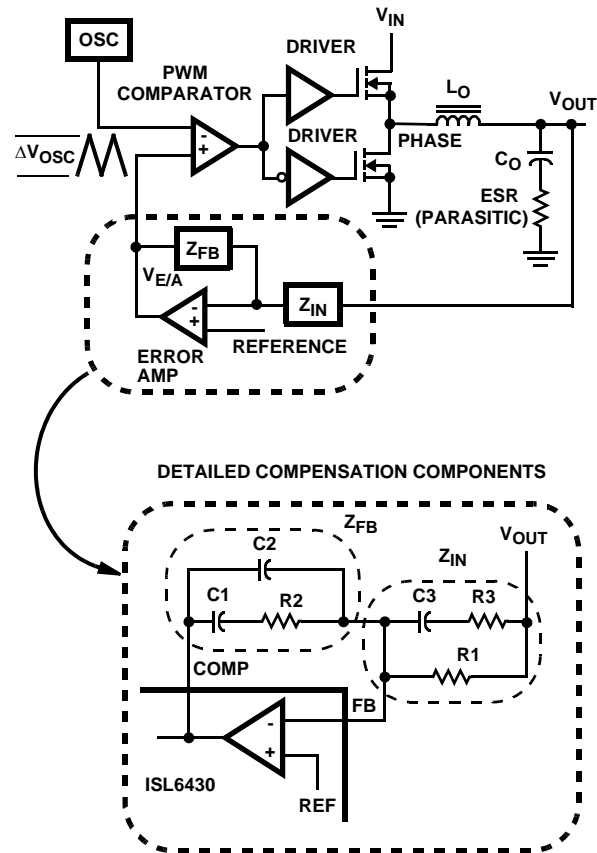 V_IN
OSC
DRIVER
PWM
COMPARATOR
L_O
V_OUT
-
+
DRIVER
PHASE
ΔV_OSC
C_O
ESR
(PARASITIC)
Z_FB
V_E/A
-
+
Z_IN
REFERENCE
ERROR
AMP
DETAILED COMPENSATION COMPONENTS
Z_FB
V_OUT
C2
Z_IN
C1
R2
C3
R3
R1
COMP
FB
-
+
ISL6430
REF